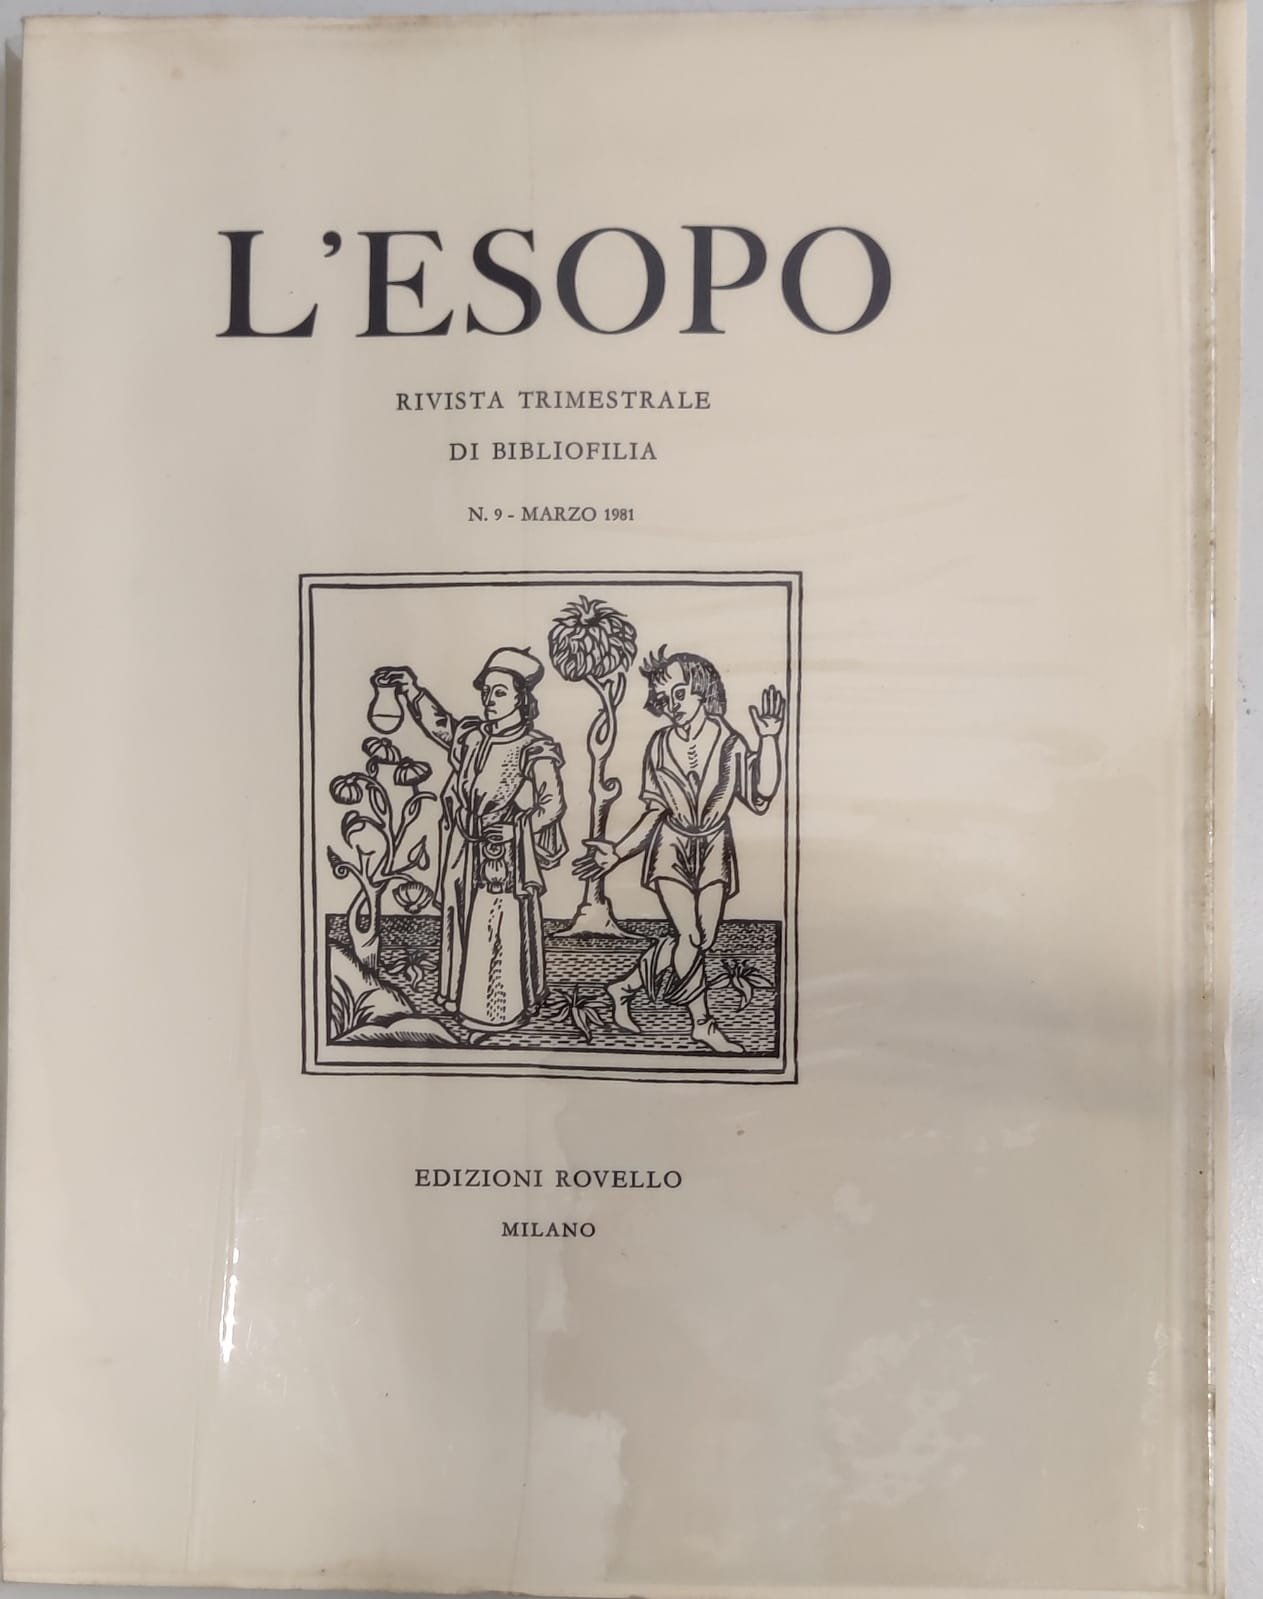 L'ESOPO
RIVISTA TRIMESTRALE
DI BIBLIOFILIA
N. 9 - MARZO 1981
EDIZIONI ROVELLO
MILANO